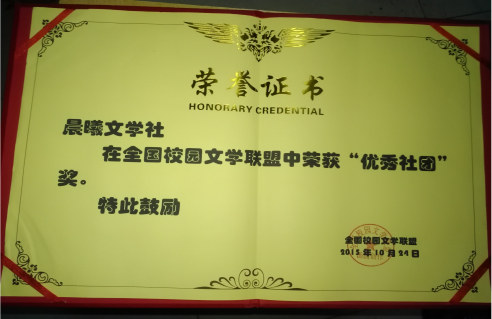 荣誉证书
HONORARY CREDENTIAL
晨曦文学社
在全国校园文学联盟中荣获“优秀社团”
奖。
特此鼓励
全国校园文学联盟
2015年10月24日